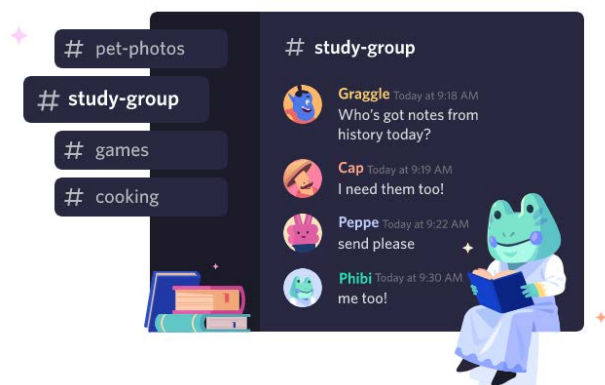 # pet-photos
# study-group
# games
# cooking
# study-group
Graggle Today at 9:18 AM
Who's got notes from
history today?
Cap Today at 9:19 AM
I need them too!
Peppe Today at 9:22 AM
send please
Phibi Today at 9:30 AM
me too!